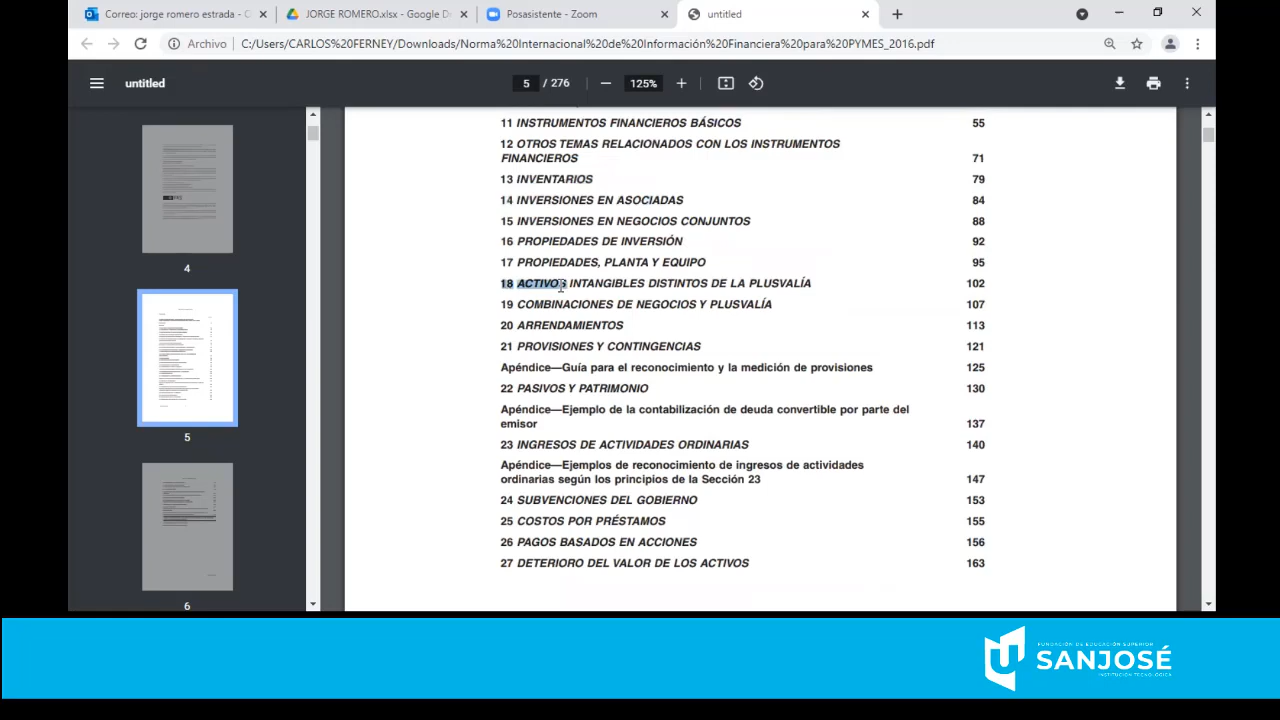 Correo: jorge romero estrada - O
JORGE ROMERO.xlsx - Google D
Posasistente - Zoom
untitled
Archivo
C:/Users/CARLOS%20FERNEY/Downloads/Norma%20Internacional%20de%20Información%20Financiera%20para%20PYMES_2016.pdf
untitled
5 / 276
125%
4
5
6
11 INSTRUMENTOS FINANCIEROS BÁSICOS 55
12 OTROS TEMAS RELACIONADOS CON LOS INSTRUMENTOS
FINANCIEROS 71
13 INVENTARIOS 79
14 INVERSIONES EN ASOCIADAS 84
15 INVERSIONES EN NEGOCIOS CONJUNTOS 88
16 PROPIEDADES DE INVERSIÓN 92
17 PROPIEDADES, PLANTA Y EQUIPO 95
18 ACTIVOS INTANGIBLES DISTINTOS DE LA PLUSVALÍA 102
19 COMBINACIONES DE NEGOCIOS Y PLUSVALÍA 107
20 ARRENDAMIENTOS 113
21 PROVISIONES Y CONTINGENCIAS 121
Apéndice—Guía para el reconocimiento y la medición de provisiones 125
22 PASIVOS Y PATRIMONIO 130
Apéndice—Ejemplo de la contabilización de deuda convertible por parte del
emisor 137
23 INGRESOS DE ACTIVIDADES ORDINARIAS 140
Apéndice—Ejemplos de reconocimiento de ingresos de actividades
ordinarias según los principios de la Sección 23 147
24 SUBVENCIONES DEL GOBIERNO 153
25 COSTOS POR PRÉSTAMOS 155
26 PAGOS BASADOS EN ACCIONES 156
27 DETERIORO DEL VALOR DE LOS ACTIVOS 163
FUNDACIÓN DE EDUCACIÓN SUPERIOR
SANJOSÉ
INSTITUCIÓN TECNOLÓGICA